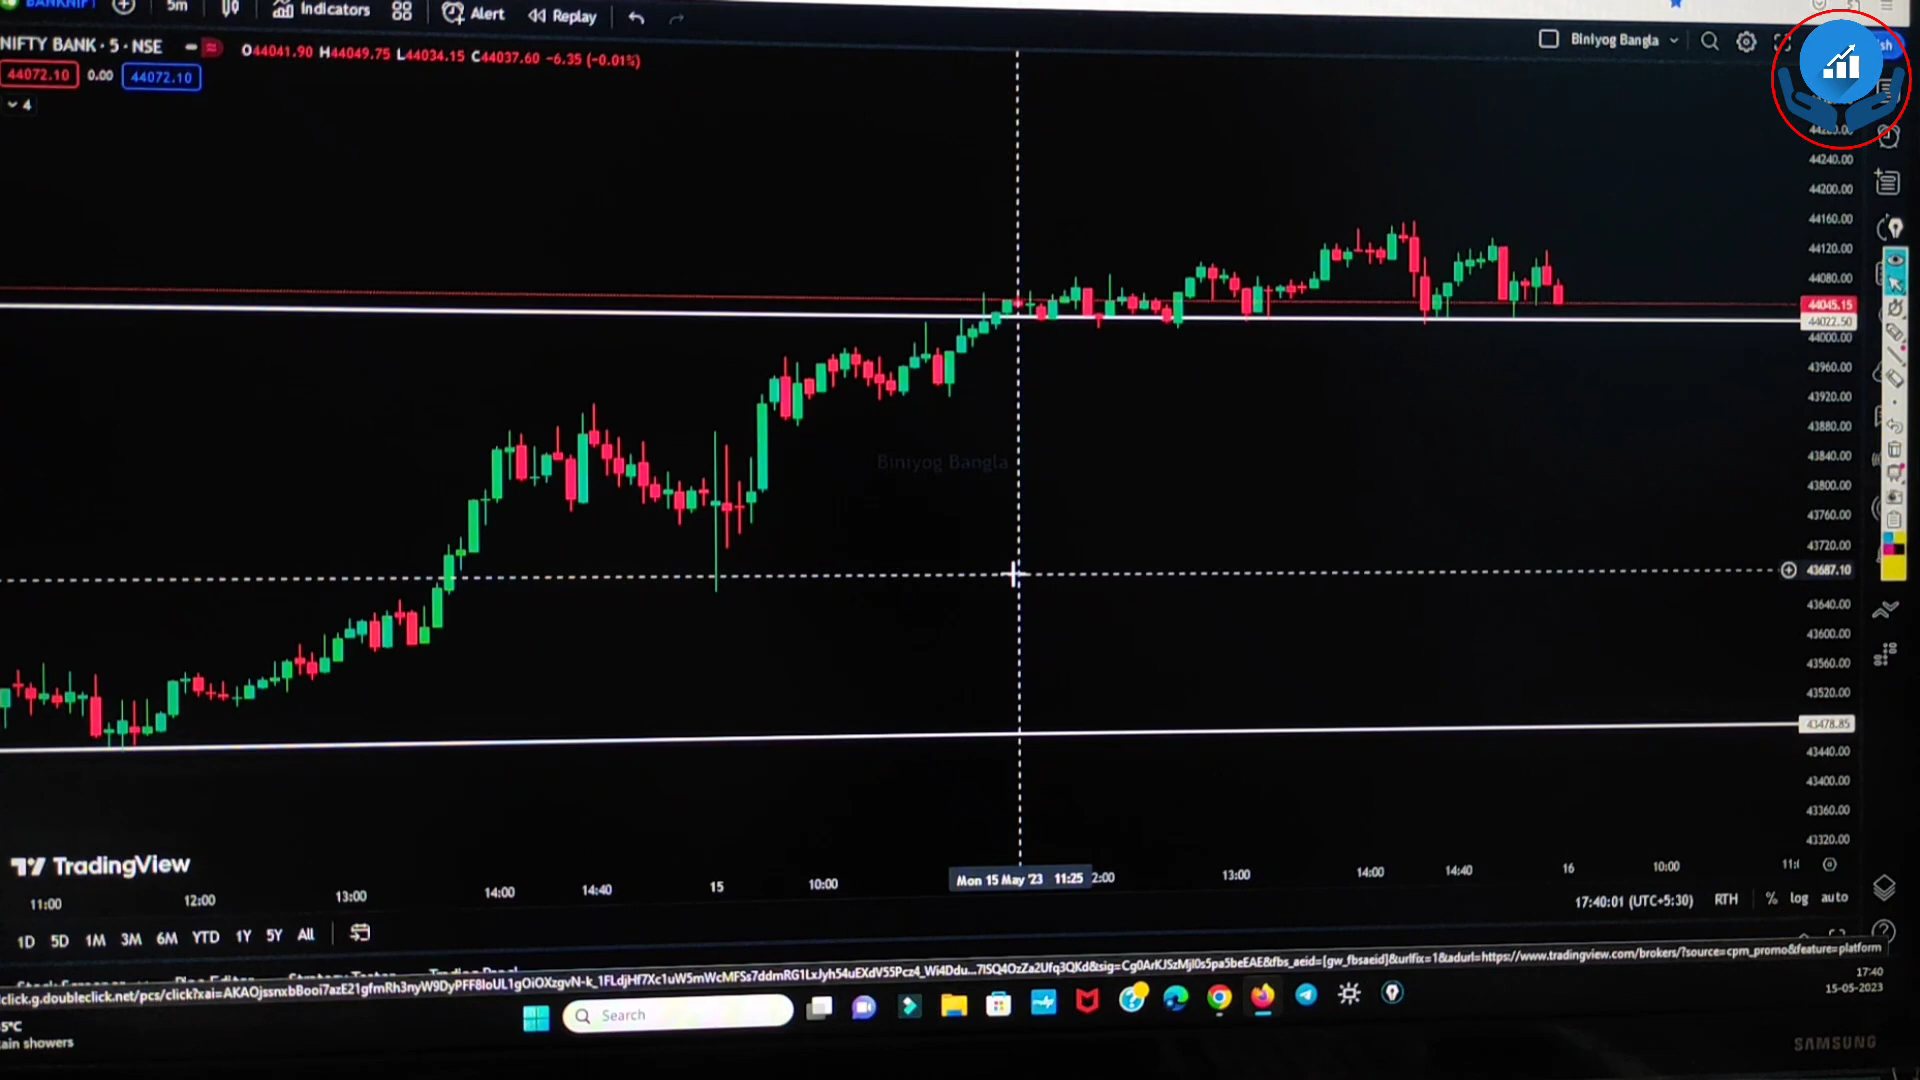 BANKNIFT
5m
Indicators
Alert
Replay
NIFTY BANK · 5 · NSE
O44041.90 H44049.75 L44034.15 C44037.60 -6.35 (-0.01%)
Biniyog Bangla
44072.10 0.00 44072.10
4
44240.00
44200.00
44160.00
44120.00
44080.00
44045.15
44022.50
44000.00
43960.00
43920.00
43880.00
43840.00
43800.00
43760.00
43720.00
43687.10
43640.00
43600.00
43560.00
43520.00
43478.85
43440.00
43400.00
43360.00
43320.00
Biniyog Bangla
TradingView
11:00 12:00 13:00 14:00 14:40 15 10:00 Mon 15 May '23 11:25 2:00 13:00 14:00 14:40 16 10:00
17:40:01 (UTC+5:30) RTH % log auto
1D 5D 1M 3M 6M YTD 1Y 5Y All
Search
5°C
ain showers
17:40
15-05-2023
SAMSUNG